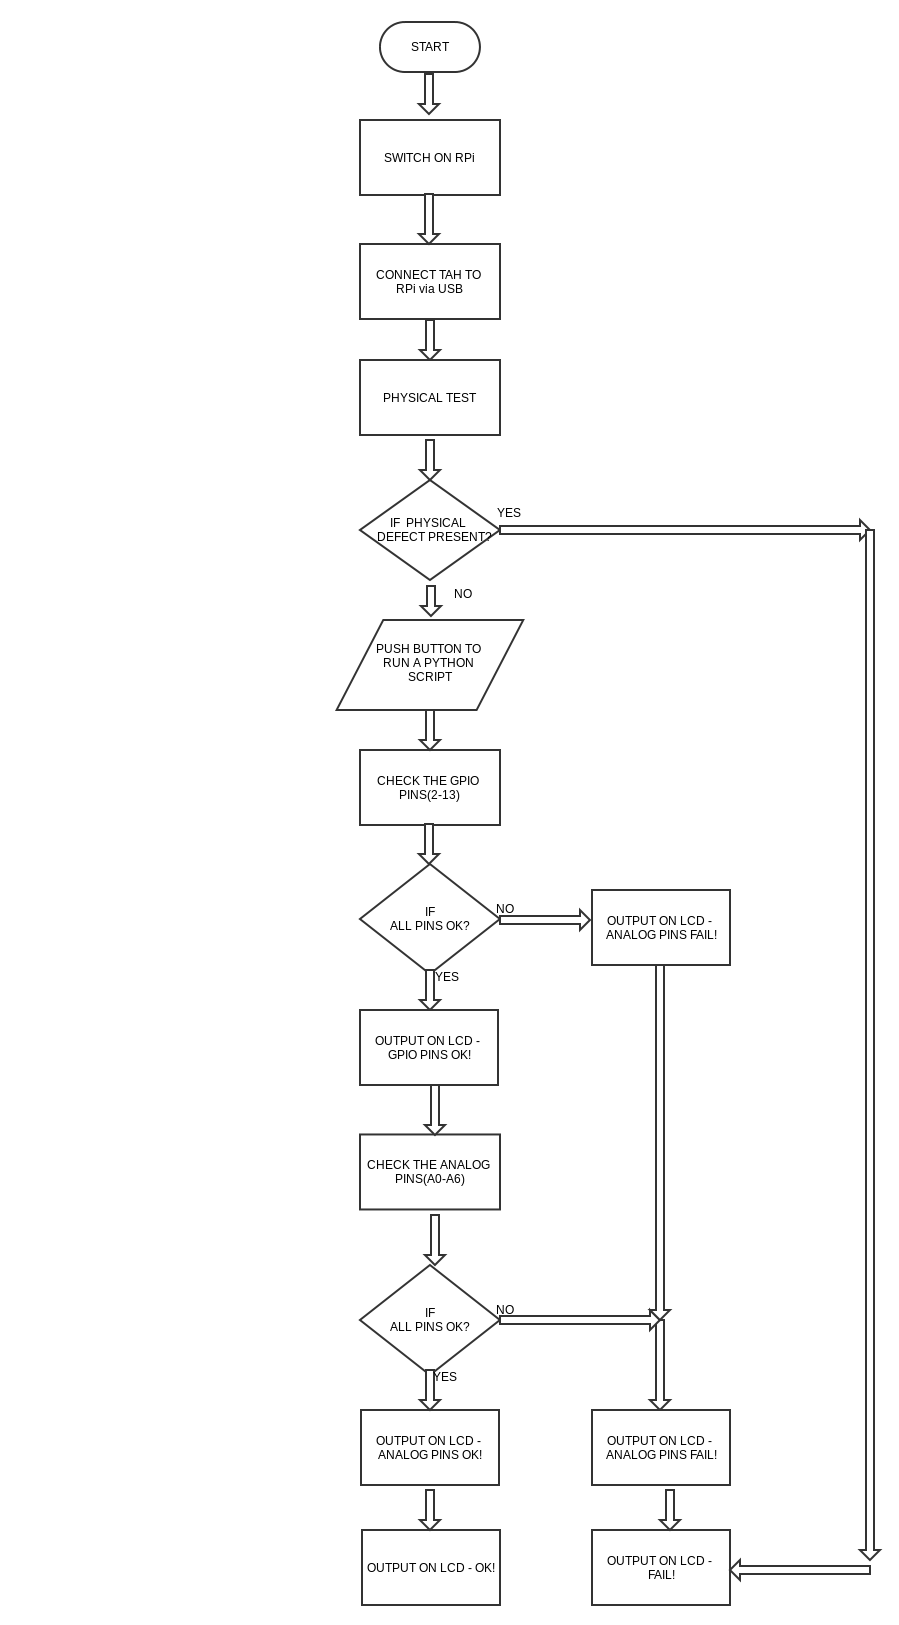 START
SWITCH ON RPi
CONNECT TAH TO
RPi via USB
PHYSICAL TEST
IF PHYSICAL
DEFECT PRESENT?
YES
NO
PUSH BUTTON TO
RUN A PYTHON
SCRIPT
CHECK THE GPIO
PINS(2-13)
IF
ALL PINS OK?
NO
OUTPUT ON LCD -
ANALOG PINS FAIL!
YES
OUTPUT ON LCD -
GPIO PINS OK!
CHECK THE ANALOG
PINS(A0-A6)
IF
ALL PINS OK?
NO
YES
OUTPUT ON LCD -
ANALOG PINS OK!
OUTPUT ON LCD -
ANALOG PINS FAIL!
OUTPUT ON LCD - OK!
OUTPUT ON LCD -
FAIL!